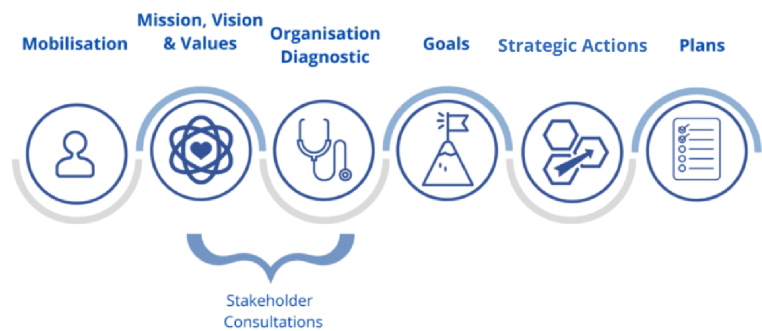 Mobilisation
Mission, Vision
& Values
Organisation
Diagnostic
Goals
Strategic Actions
Plans
Stakeholder
Consultations